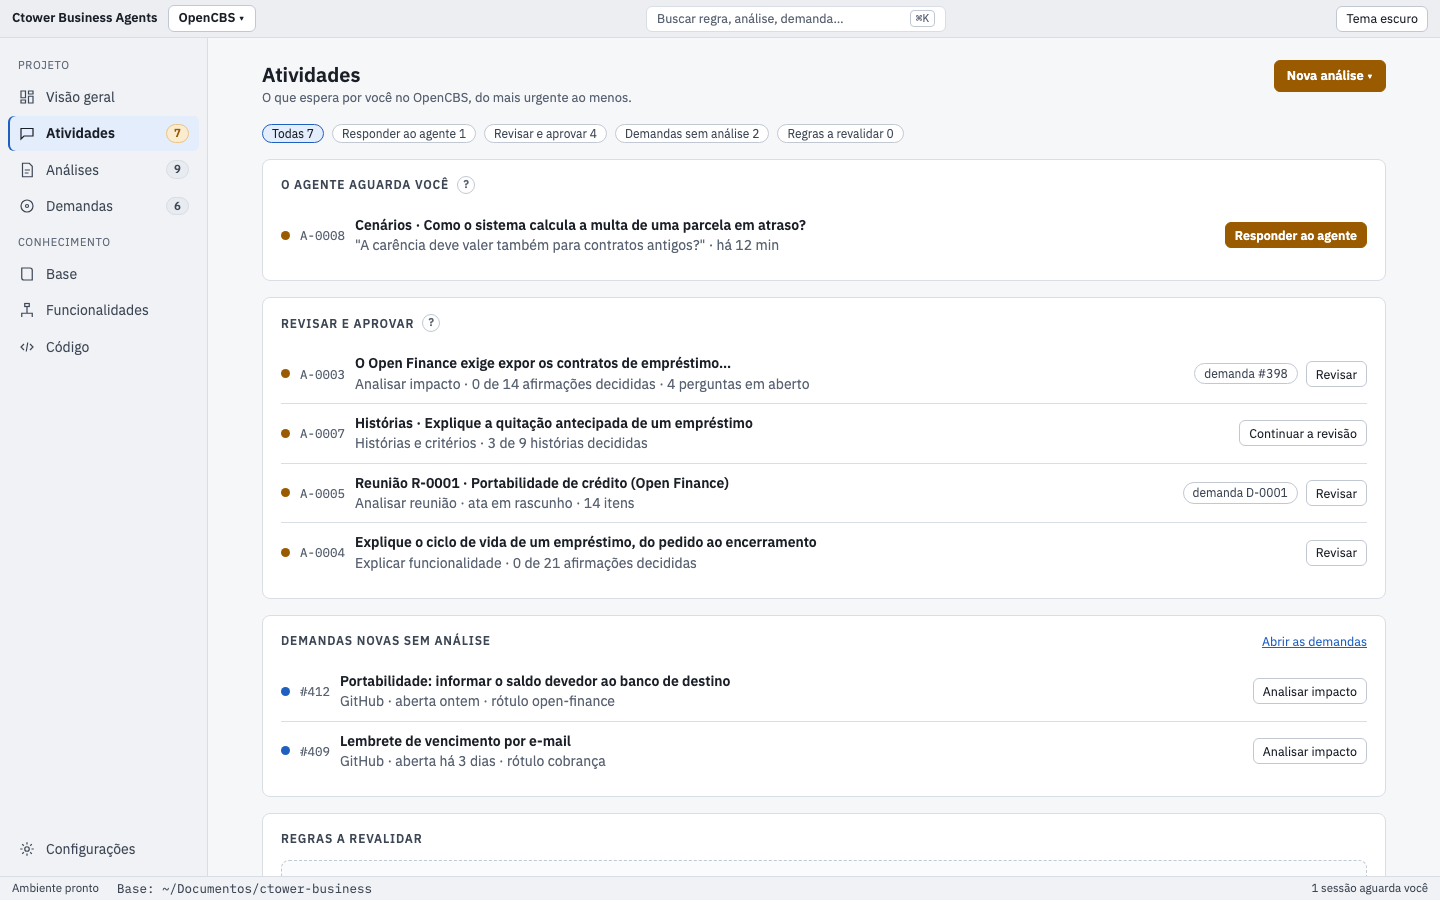 Ctower Business Agents
OpenCBS ▾
Buscar regra, análise, demanda...
⌘K
Tema escuro
PROJETO
Visão geral
Atividades 7
Análises 9
Demandas 6
CONHECIMENTO
Base
Funcionalidades
Código
Configurações
Atividades
O que espera por você no OpenCBS, do mais urgente ao menos.
Nova análise ▾
Todas 7
Responder ao agente 1
Revisar e aprovar 4
Demandas sem análise 2
Regras a revalidar 0
O AGENTE AGUARDA VOCÊ ?
A-0008
Cenários · Como o sistema calcula a multa de uma parcela em atraso?
"A carência deve valer também para contratos antigos?" · há 12 min
Responder ao agente
REVISAR E APROVAR ?
A-0003
O Open Finance exige expor os contratos de empréstimo...
Analisar impacto · 0 de 14 afirmações decididas · 4 perguntas em aberto
demanda #398
Revisar
A-0007
Histórias · Explique a quitação antecipada de um empréstimo
Histórias e critérios · 3 de 9 histórias decididas
Continuar a revisão
A-0005
Reunião R-0001 · Portabilidade de crédito (Open Finance)
Analisar reunião · ata em rascunho · 14 itens
demanda D-0001
Revisar
A-0004
Explique o ciclo de vida de um empréstimo, do pedido ao encerramento
Explicar funcionalidade · 0 de 21 afirmações decididas
Revisar
DEMANDAS NOVAS SEM ANÁLISE
Abrir as demandas
#412
Portabilidade: informar o saldo devedor ao banco de destino
GitHub · aberta ontem · rótulo open-finance
Analisar impacto
#409
Lembrete de vencimento por e-mail
GitHub · aberta há 3 dias · rótulo cobrança
Analisar impacto
REGRAS A REVALIDAR
Ambiente pronto
Base: ~/Documentos/ctower-business
1 sessão aguarda você